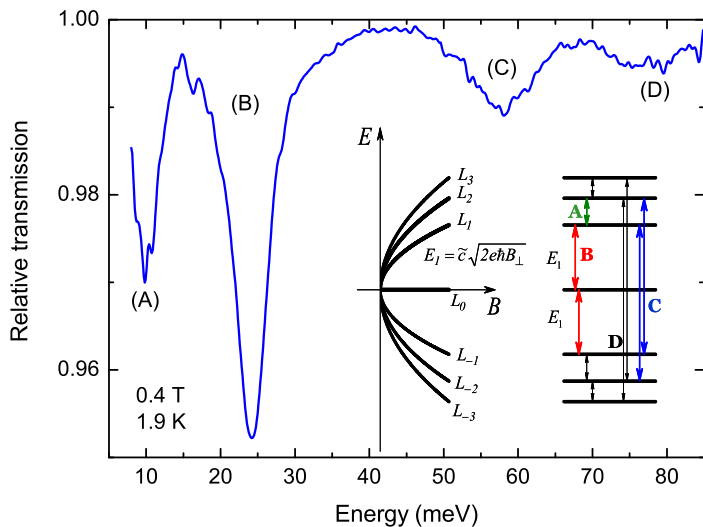 1.00
0.98
0.96
Relative transmission
(A)
(B)
(C)
(D)
0.4 T
1.9 K
10 20 30 40 50 60 70 80
Energy (meV)
E
L3
L2
L1
E1 = c̃√2eħB⊥
L0
B
L-1
L-2
L-3
A
E1 B
C
E1
D